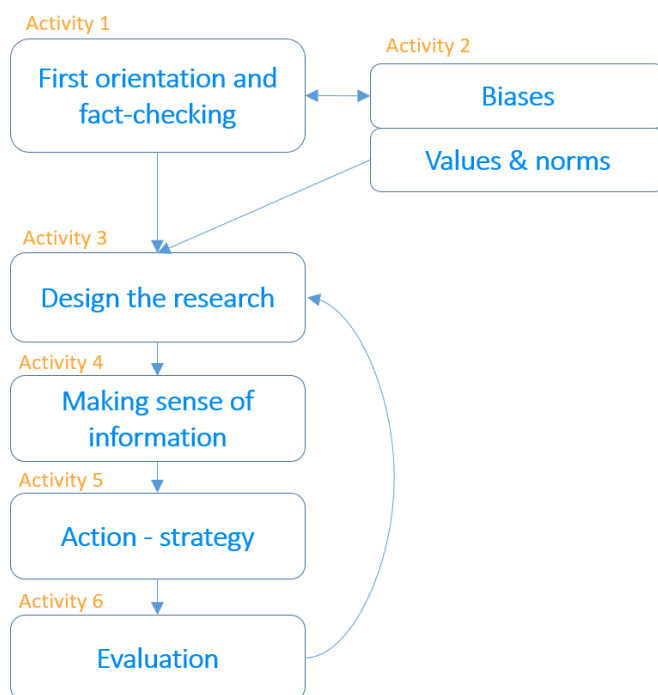 Activity 1
First orientation and
fact-checking
Activity 2
Biases
Values & norms
Activity 3
Design the research
Activity 4
Making sense of
information
Activity 5
Action - strategy
Activity 6
Evaluation